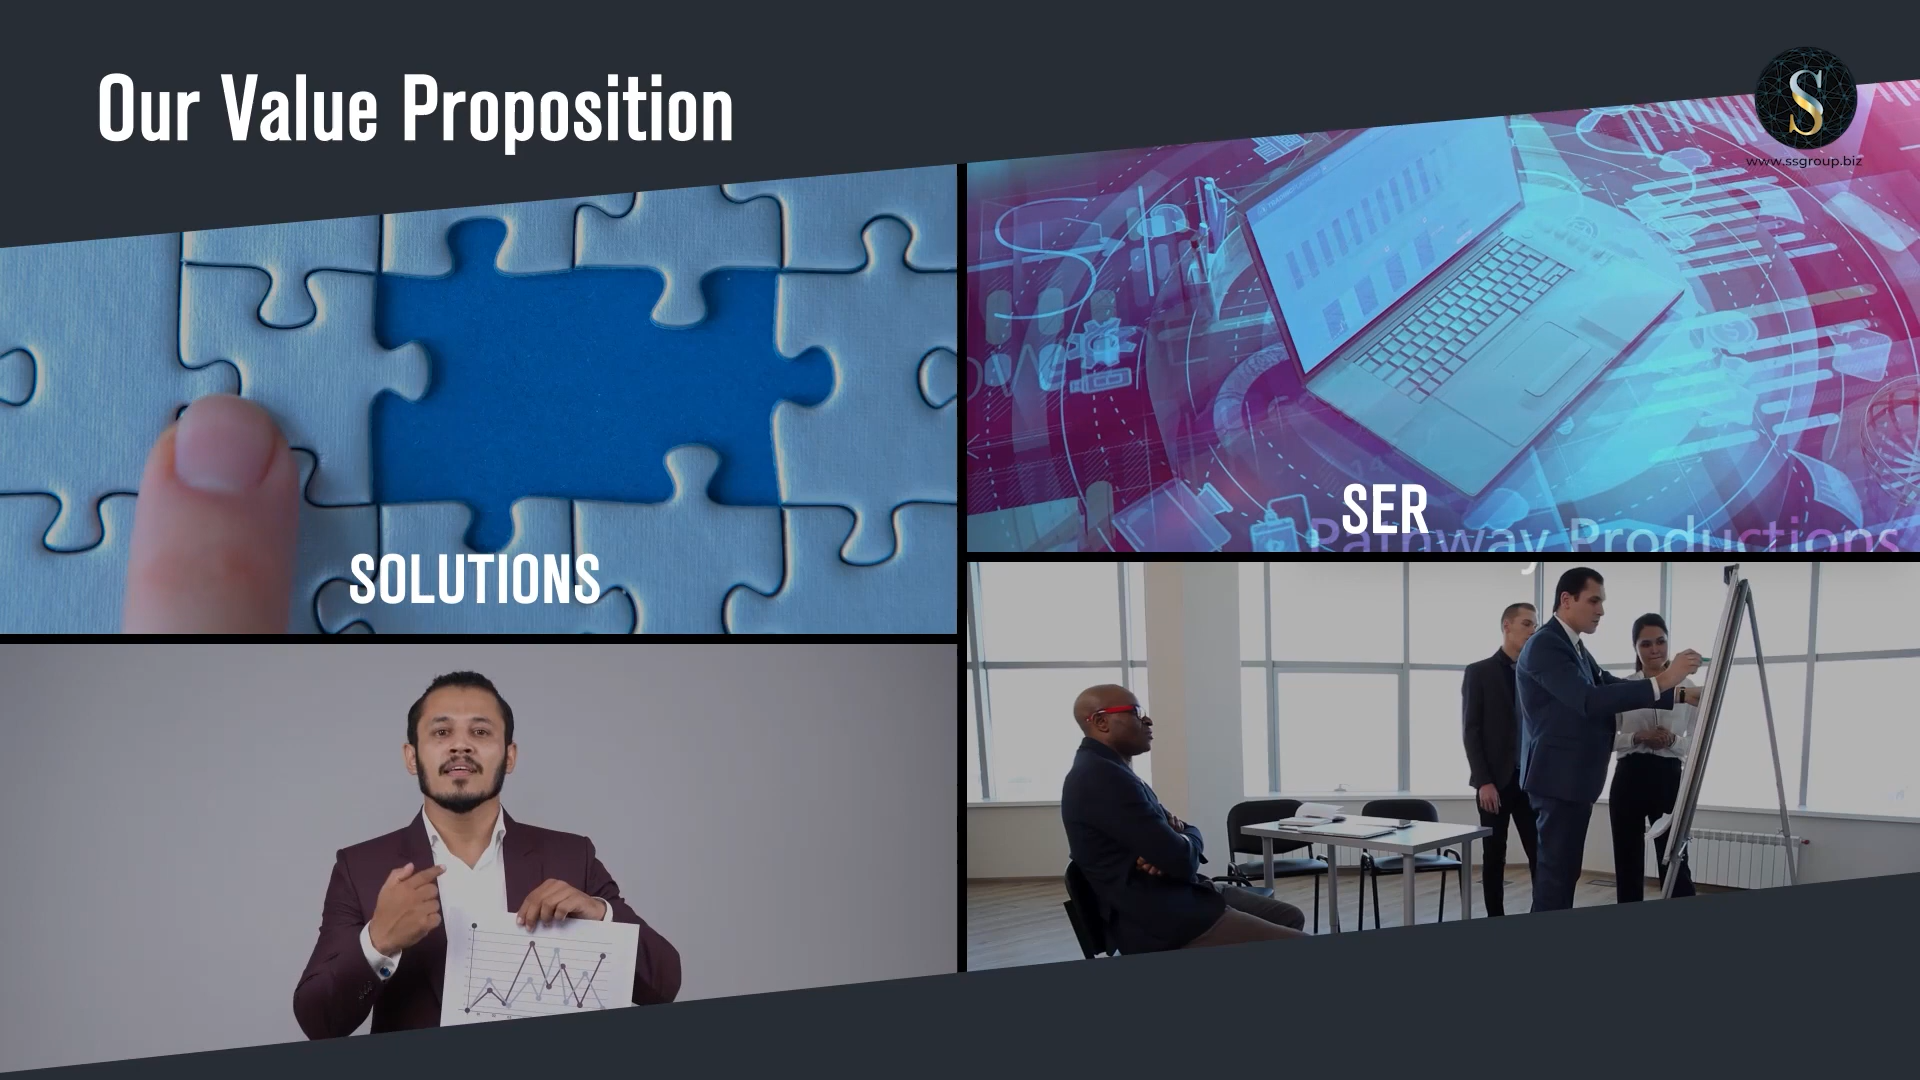 Our Value Proposition
S
www.ssgroup.biz
SER
Pathway Productions
SOLUTIONS